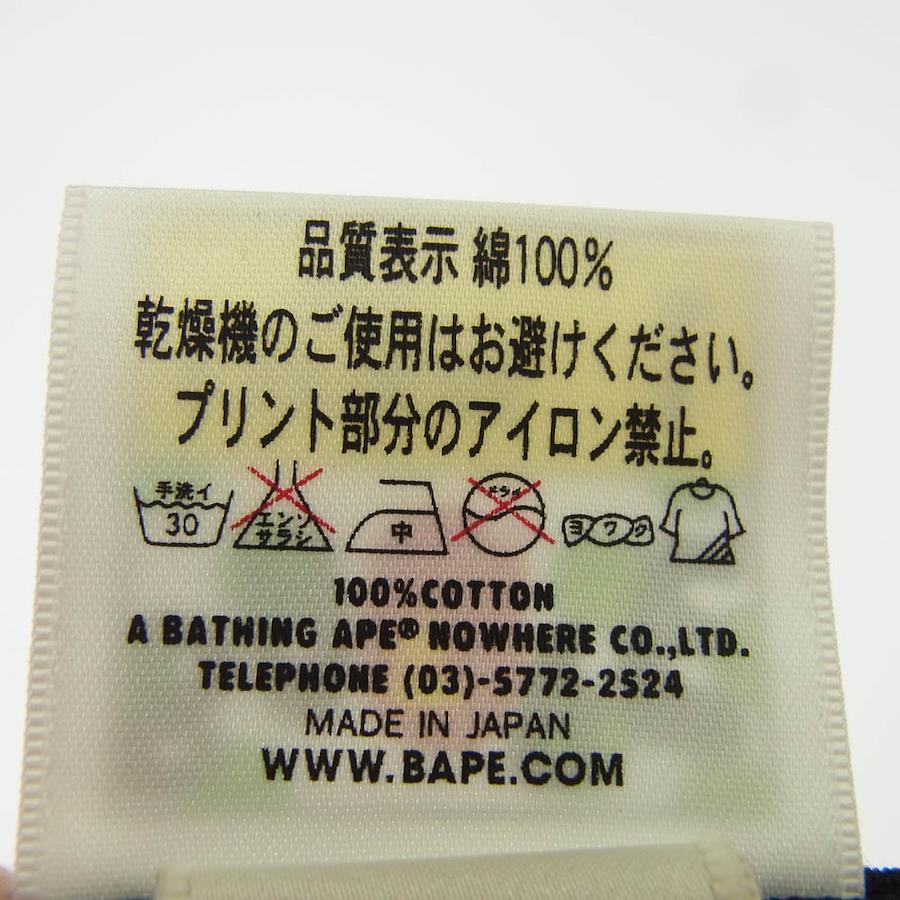 品質表示 綿100%
乾燥機のご使用はお避けください。
プリント部分のアイロン禁止。
手洗イ 30 エンソサラシ 中 ドライ ヨワク
100%COTTON
A BATHING APE® NOWHERE CO.,LTD.
TELEPHONE (03)-5772-2524
MADE IN JAPAN
WWW.BAPE.COM